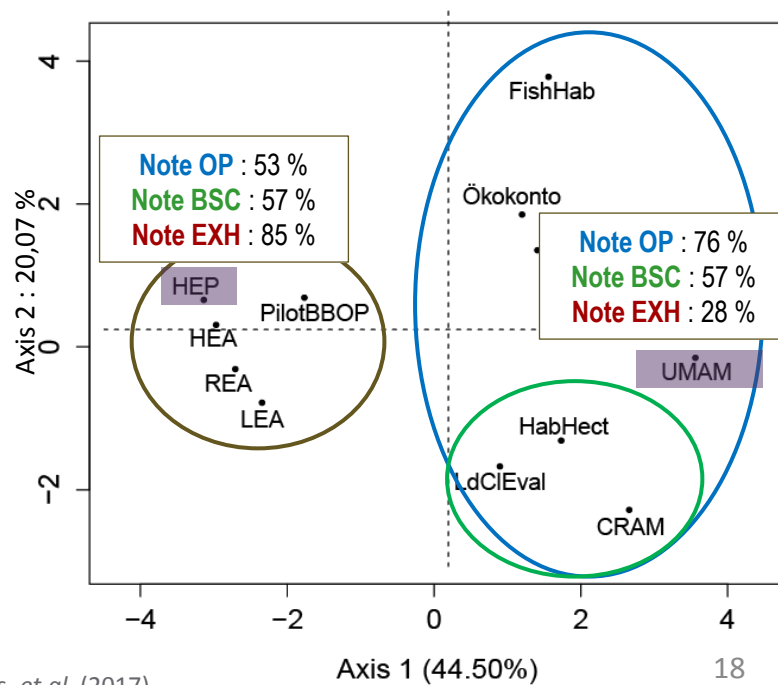 4
FishHab
Note OP : 53 %
Note BSC : 57 %
Note EXH : 85 %
2
Ökokonto
Note OP : 76 %
Note BSC : 57 %
Note EXH : 28 %
Axis 2 : 20,07 %
HEP
PilotBBOP
HEA
0
REA
UMAM
LEA
HabHect
−2
LdClEval
CRAM
−4
−2
0
2
4
Axis 1 (44.50%)
18
et al. (2017)